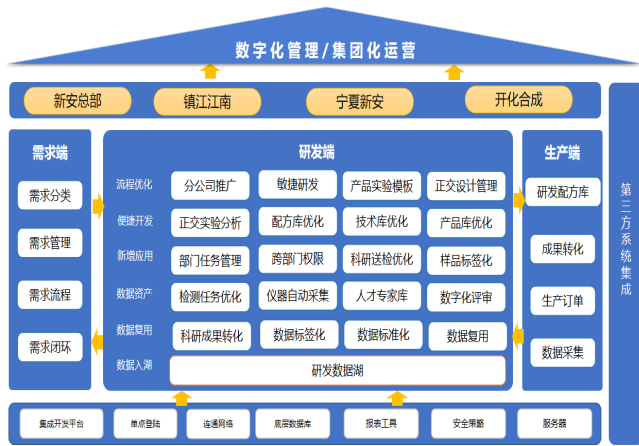 数字化管理/集团化运营
新安总部 镇江江南 宁夏新安 开化合成
需求端
需求分类
需求管理
需求流程
需求闭环
研发端
流程优化 分公司推广 敏捷研发 产品实验模板 正交设计管理
便捷开发 正交实验分析 配方库优化 技术库优化 产品库优化
新增应用 部门任务管理 跨部门权限 科研送检优化 样品标签化
数据资产 检测任务优化 仪器自动采集 人才专家库 数字化评审
数据复用 科研成果转化 数据标签化 数据标准化 数据复用
数据入湖 研发数据湖
生产端
研发配方库
成果转化
生产订单
数据采集
第三方系统集成
集成开发平台 单点登陆 连通网络 底层数据库 报表工具 安全策略 服务器